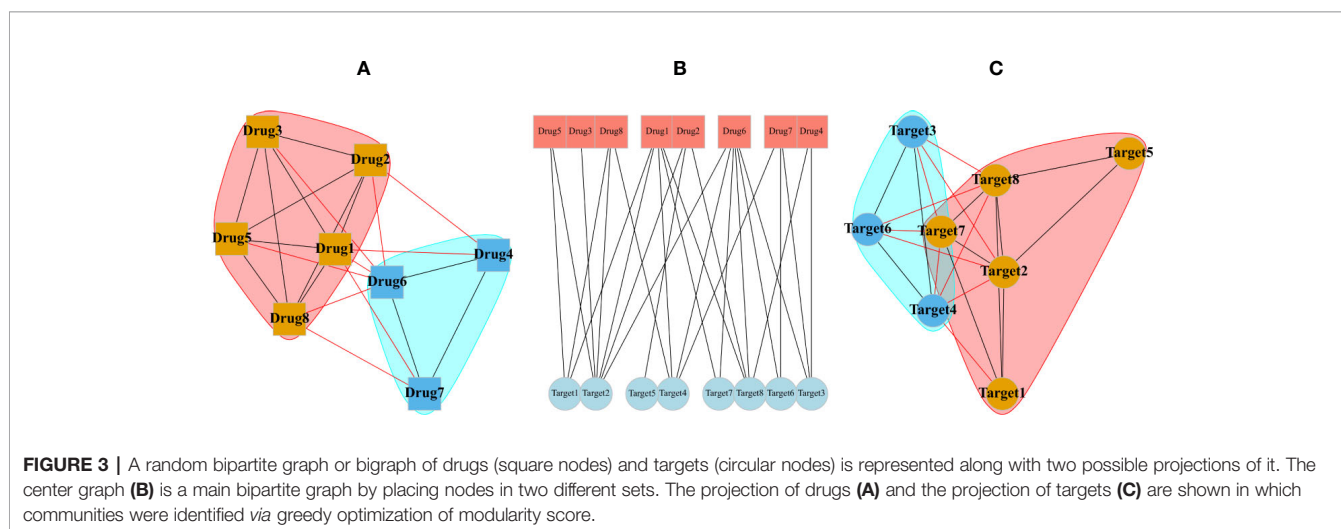 A
B
C
Drug3
Drug2
Drug5
Drug1
Drug6
Drug4
Drug8
Drug7
Drug5 Drug3 Drug8 Drug1 Drug2 Drug6 Drug7 Drug4
Target1 Target2 Target5 Target4 Target7 Target8 Target6 Target3
Target3
Target5
Target8
Target6
Target7
Target2
Target4
Target1
FIGURE 3 | A random bipartite graph or bigraph of drugs (square nodes) and targets (circular nodes) is represented along with two possible projections of it. The
center graph (B) is a main bipartite graph by placing nodes in two different sets. The projection of drugs (A) and the projection of targets (C) are shown in which
communities were identified via greedy optimization of modularity score.